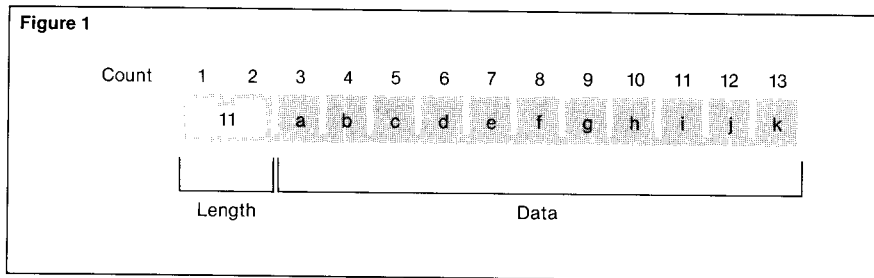 Figure 1
Count 1 2 3 4 5 6 7 8 9 10 11 12 13
11 a b c d e f g h i j k
Length Data